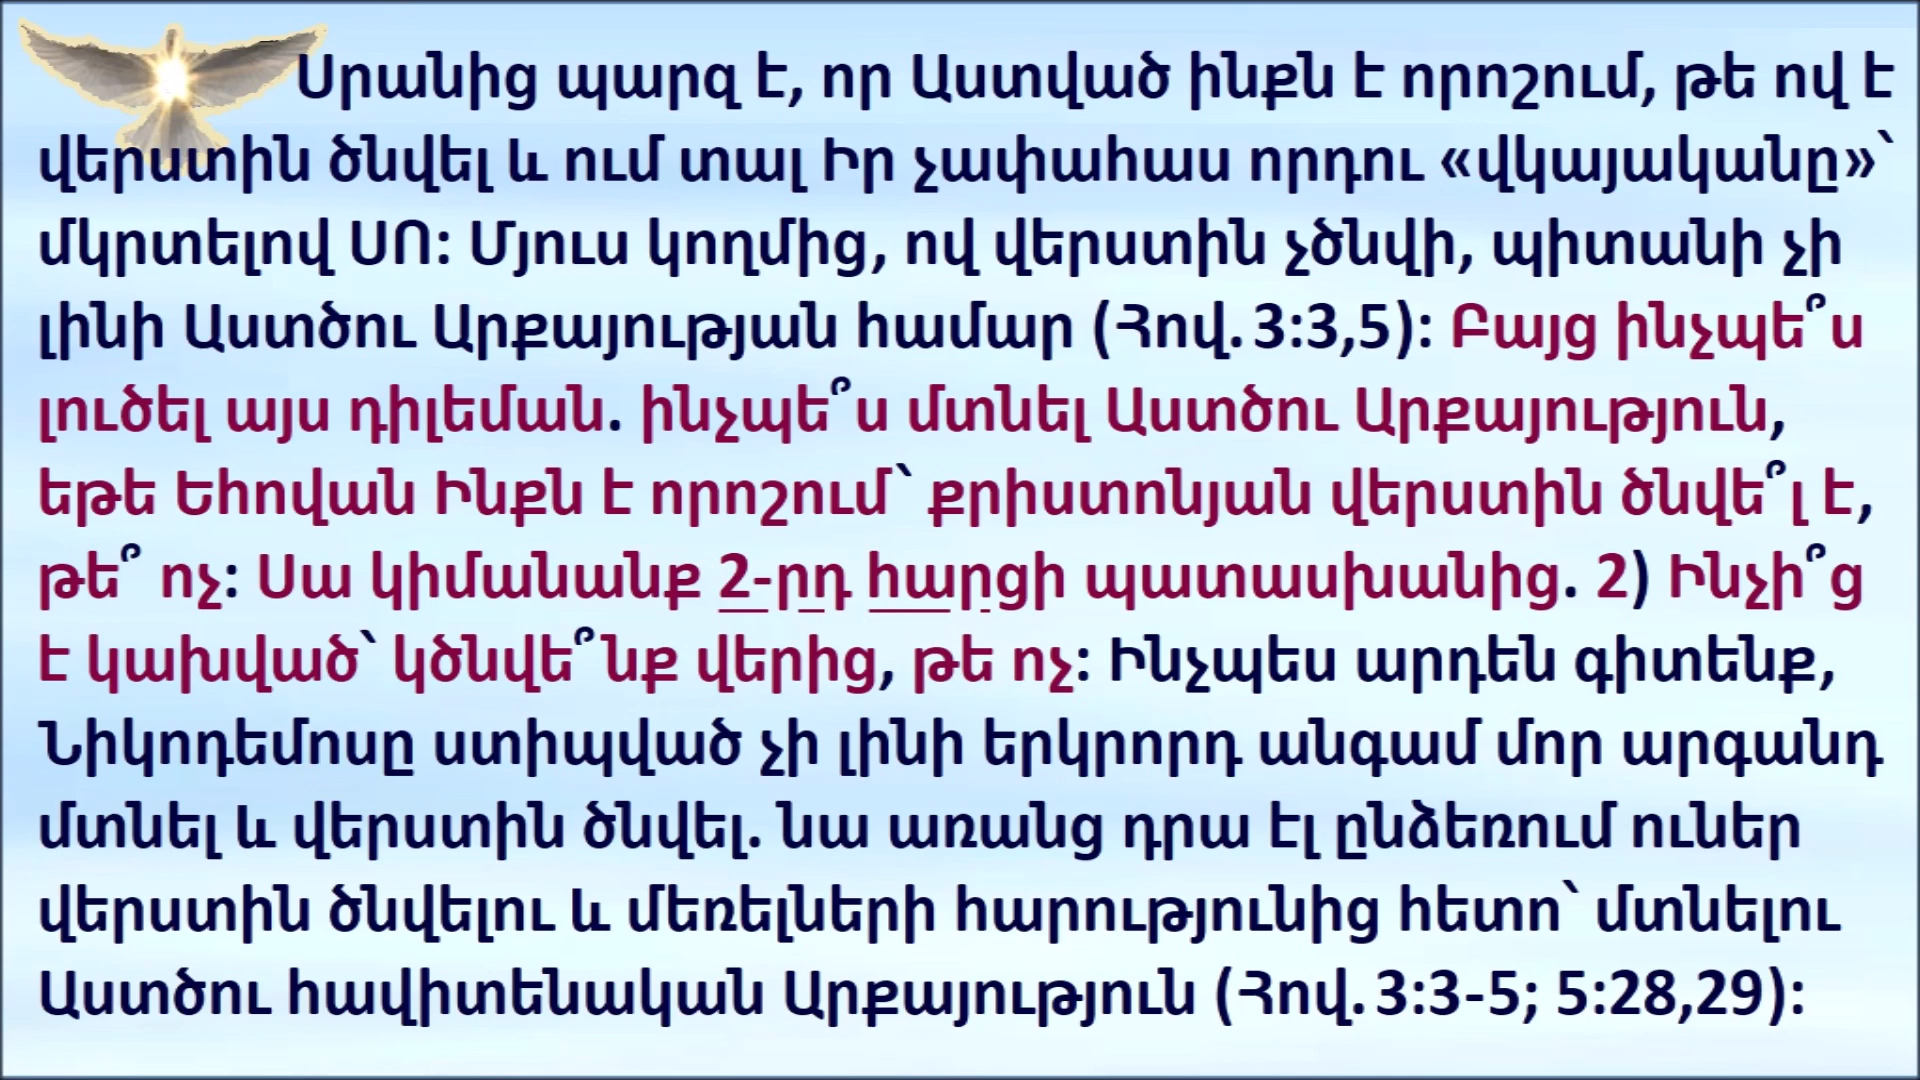 Սրանից պարզ է, որ Աստված ինքն է որոշում, թե ով է
վերստին ծնվել և ում տալ Իր չափահաս որդու «վկայականը»՝
մկրտելով ՍՈ: Մյուս կողմից, ով վերստին չծնվի, պիտանի չի
լինի Աստծու Արքայության համար (Հով. 3:3,5): Բայց ինչպե՞ս
լուծել այս դիլեման. ինչպե՞ս մտնել Աստծու Արքայություն,
եթե Եհովան Ինքն է որոշում՝ քրիստոնյան վերստին ծնվե՞լ է,
թե՞ ոչ: Սա կիմանանք 2-րդ հարցի պատասխանից. 2) Ինչի՞ց
է կախված՝ կծնվե՞նք վերից, թե ոչ: Ինչպես արդեն գիտենք,
Նիկոդեմոսը ստիպված չի լինի երկրորդ անգամ մոր արգանդ
մտնել և վերստին ծնվել. նա առանց դրա էլ ընձեռում ուներ
վերստին ծնվելու և մեռելների հարությունից հետո՝ մտնելու
Աստծու հավիտենական Արքայություն (Հով. 3:3-5; 5:28,29):